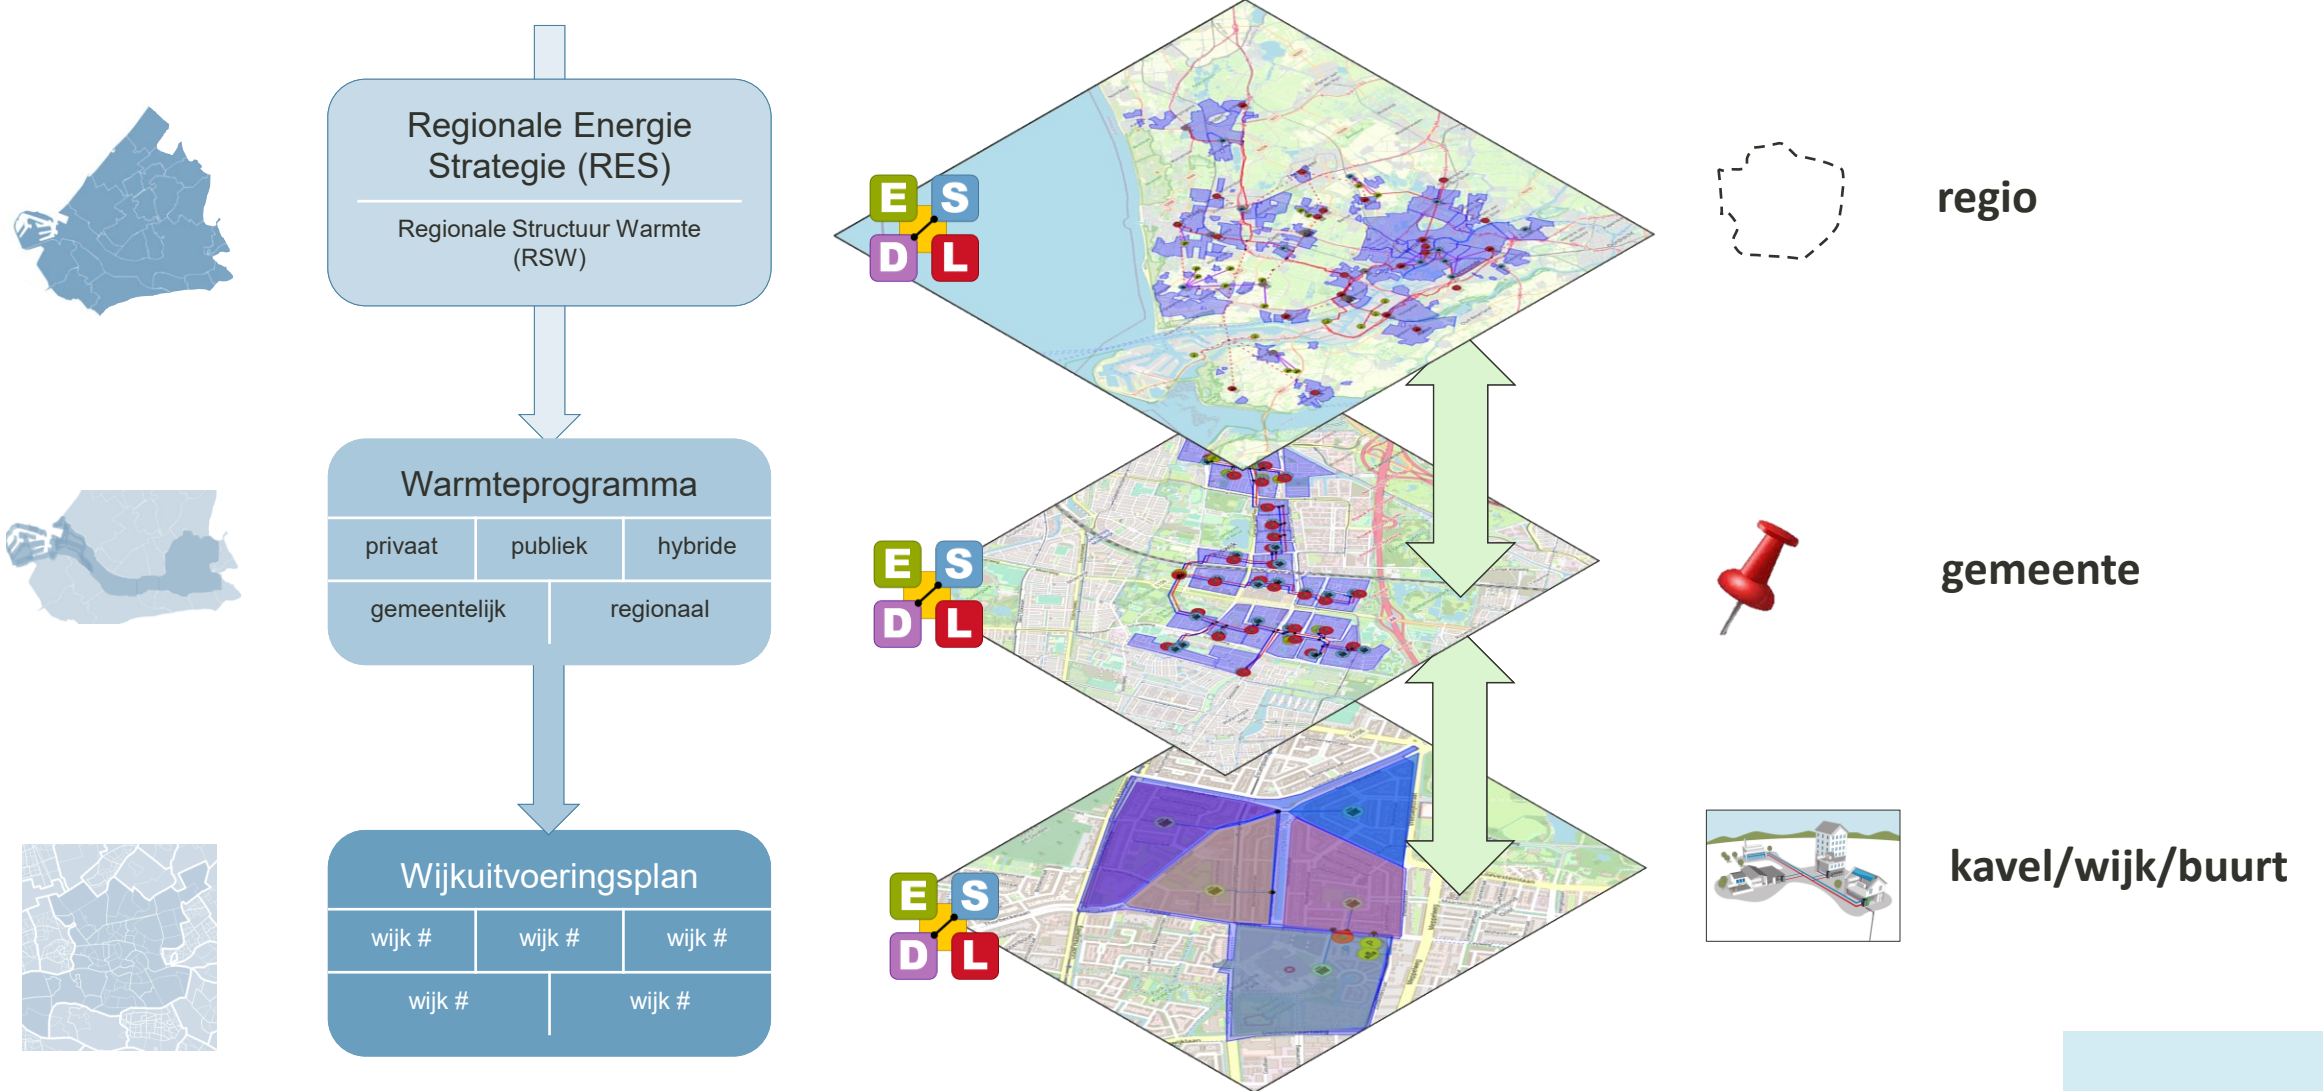 Regionale Energie
Strategie (RES)
Regionale Structuur Warmte
(RSW)
E S
D L
regio
Warmteprogramma
privaat
publiek
hybride
gemeentelijk
regionaal
E S
D L
gemeente
Wijkuitvoeringsplan
wijk #
wijk #
wijk #
wijk #
wijk #
E S
D L
kavel/wijk/buurt